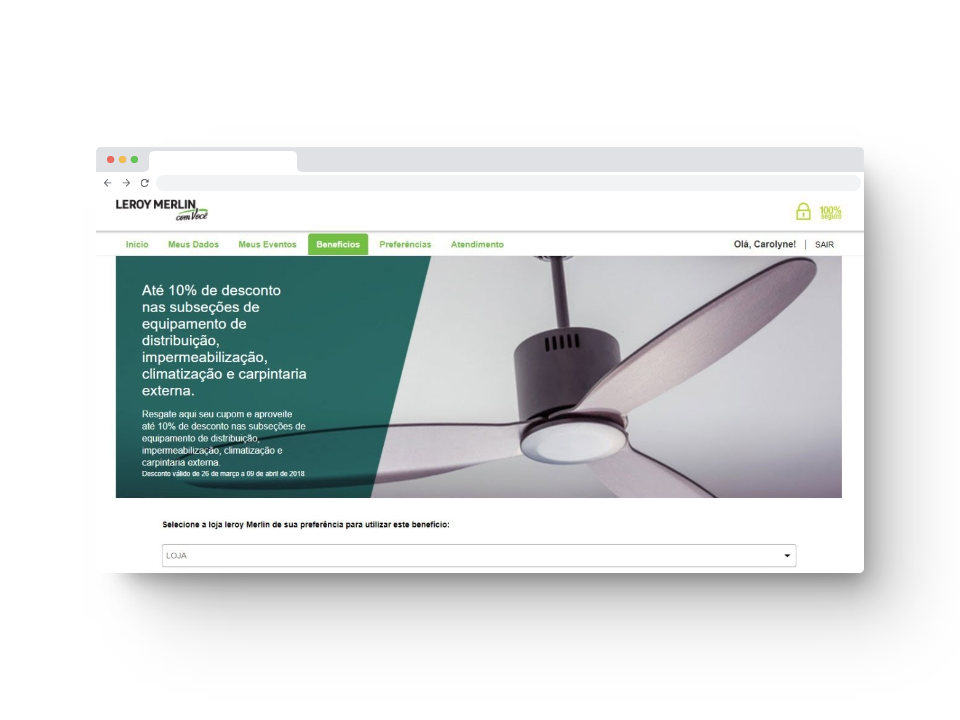 LEROY MERLIN
com Você
100%
seguro
Início Meus Dados Meus Eventos Benefícios Preferências Atendimento Olá, Carolyne! | SAIR
Até 10% de desconto
nas subseções de
equipamento de
distribuição,
impermeabilização,
climatização e carpintaria
externa.
Resgate aqui seu cupom e aproveite
até 10% de desconto nas subseções de
equipamento de distribuição,
impermeabilização, climatização e
carpintaria externa.
Desconto válido de 26 de março a 09 de abril de 2018
Selecione a loja leroy Merlin de sua preferência para utilizar este benefício:
LOJA